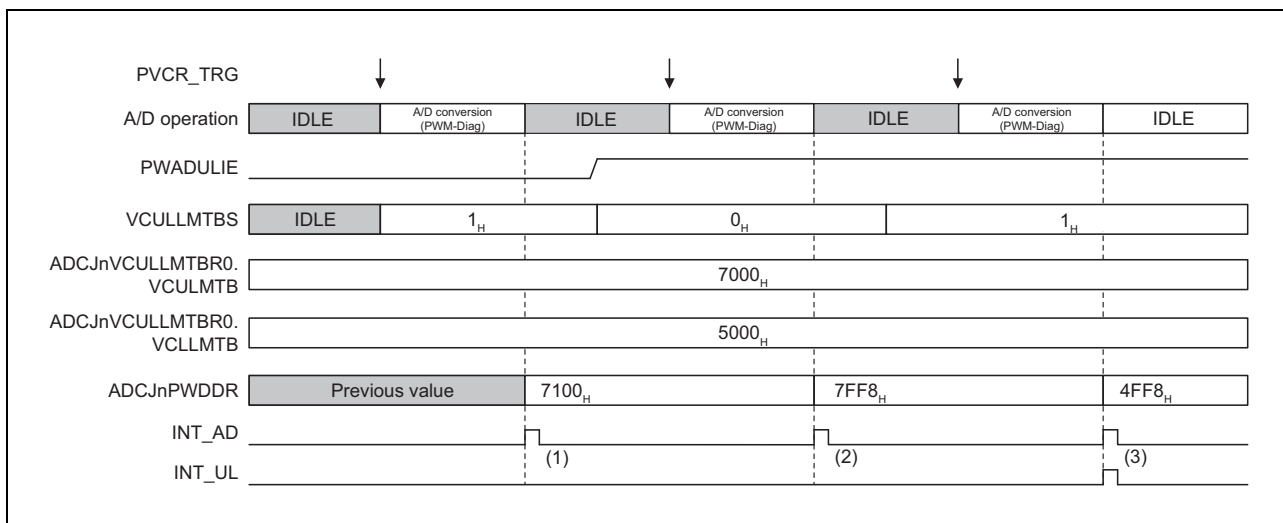 PVCR_TRG
A/D operation IDLE A/D conversion (PWM-Diag) IDLE A/D conversion (PWM-Diag) IDLE A/D conversion (PWM-Diag) IDLE
PWADULIE
VCULLMTBS IDLE 1H 0H 1H
ADCJnVCULLMTBR0.
VCULMTB 7000H
ADCJnVCULLMTBR0.
VCLLMTB 5000H
ADCJnPWDDR Previous value 7100H 7FF8H 4FF8H
INT_AD
(1) (2) (3)
INT_UL